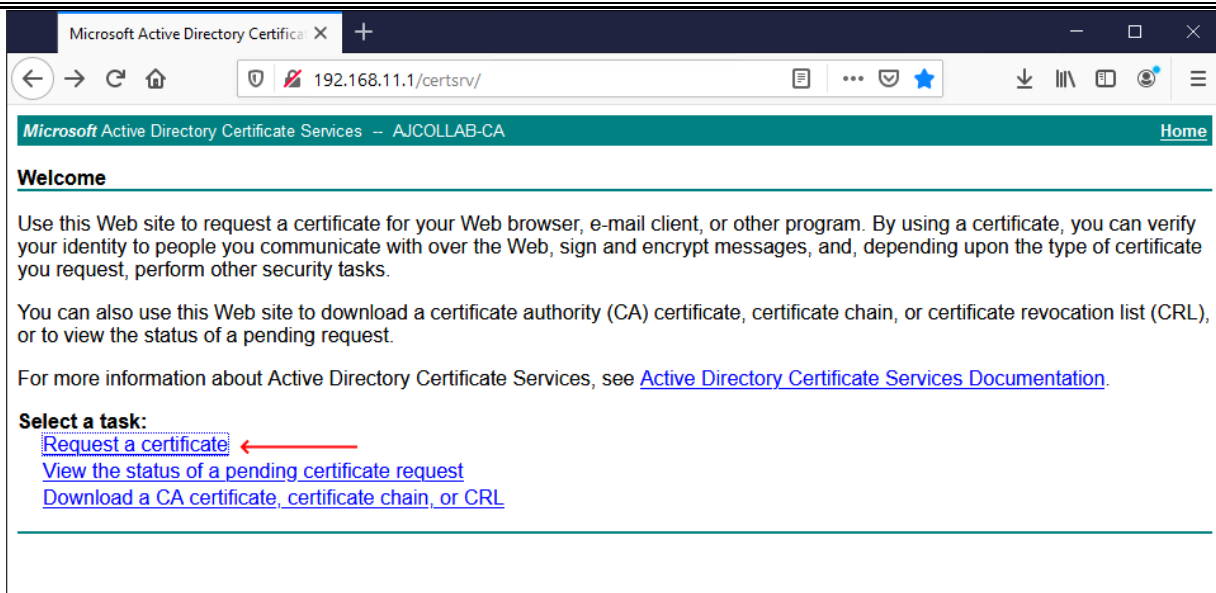 Microsoft Active Directory Certifica
192.168.11.1/certsrv/
Microsoft Active Directory Certificate Services -- AJCOLLAB-CA Home
Welcome
Use this Web site to request a certificate for your Web browser, e-mail client, or other program. By using a certificate, you can verify
your identity to people you communicate with over the Web, sign and encrypt messages, and, depending upon the type of certificate
you request, perform other security tasks.
You can also use this Web site to download a certificate authority (CA) certificate, certificate chain, or certificate revocation list (CRL),
or to view the status of a pending request.
For more information about Active Directory Certificate Services, see Active Directory Certificate Services Documentation.
Select a task:
Request a certificate
View the status of a pending certificate request
Download a CA certificate, certificate chain, or CRL